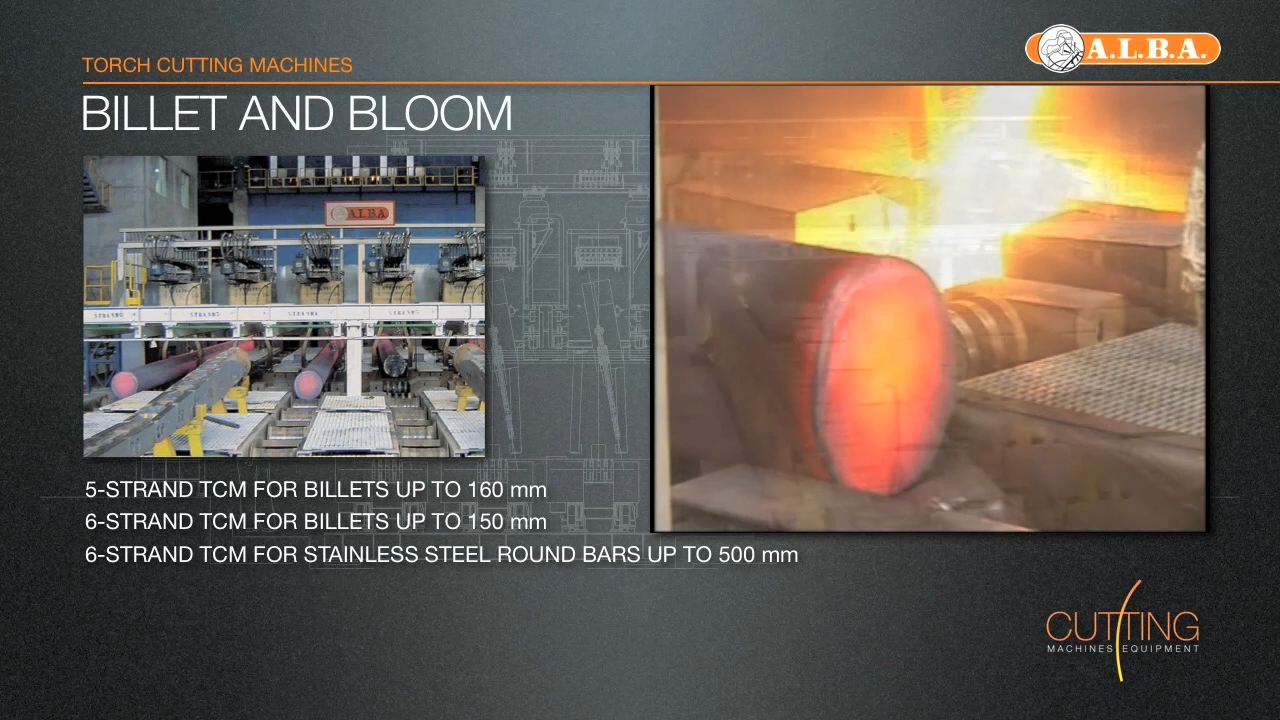 TORCH CUTTING MACHINES
A.L.B.A.
BILLET AND BLOOM
ALBA
5-STRAND TCM FOR BILLETS UP TO 160 mm
6-STRAND TCM FOR BILLETS UP TO 150 mm
6-STRAND TCM FOR STAINLESS STEEL ROUND BARS UP TO 500 mm
CUTTING
MACHINES EQUIPMENT